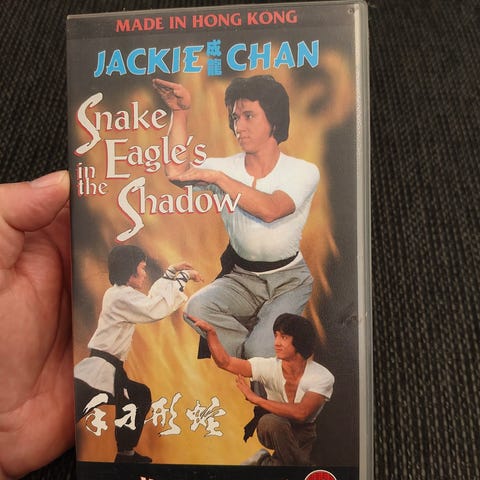 MADE IN HONG KONG
JACKIE 成龍 CHAN
Snake
in the Eagle's
Shadow
蛇形刁手